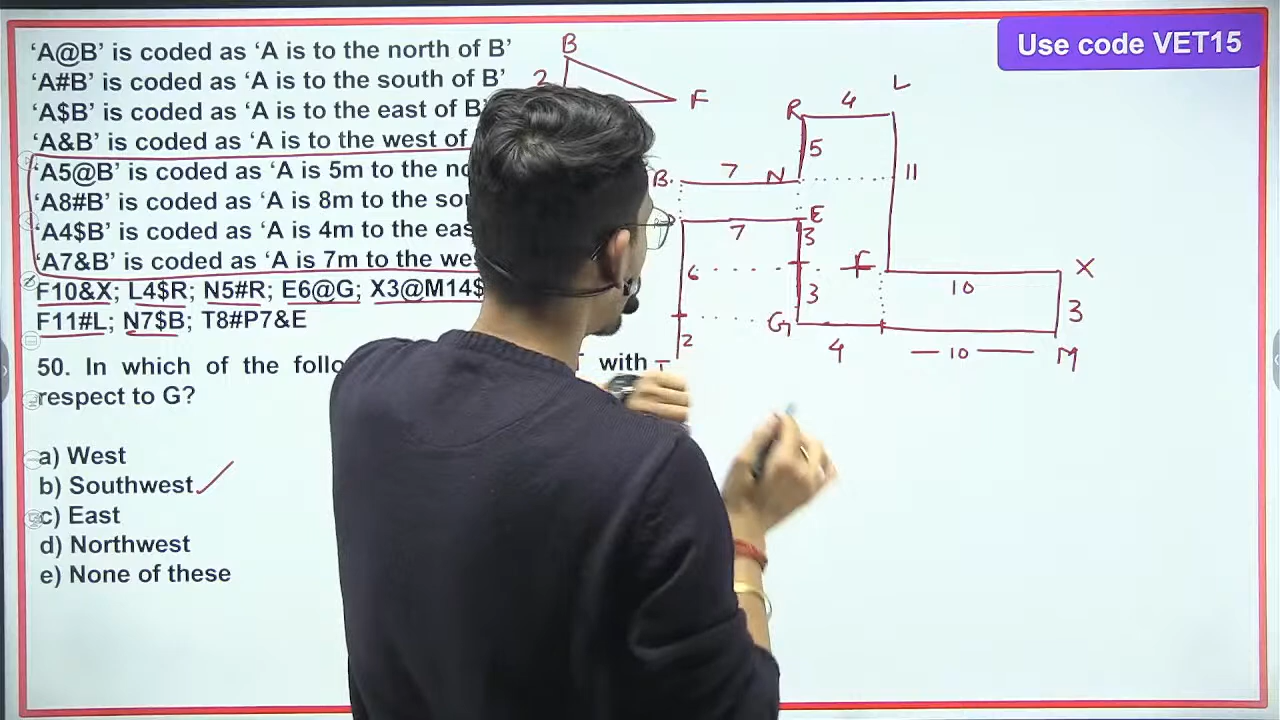 ‘A@B’ is coded as ‘A is to the north of B’
‘A#B’ is coded as ‘A is to the south of B’
‘A$B’ is coded as ‘A is to the east of B’
‘A&B’ is coded as ‘A is to the west of
‘A5@B’ is coded as ‘A is 5m to the
‘A8#B’ is coded as ‘A is 8m to the
‘A4$B’ is coded as ‘A is 4m to the
‘A7&B’ is coded as ‘A is 7m to the
F10&X; L4$R; N5#R; E6@G; X3@M14$
F11#L; N7$B; T8#P7&E
50. In which of the with
respect to G?
a) West
b) Southwest
c) East
d) Northwest
e) None of these
Use code VET15
B
2
F
R 4 L
5
B 7 N
11
E
7
3
6
F
X
10
3
3
G
2
4
10
M
T